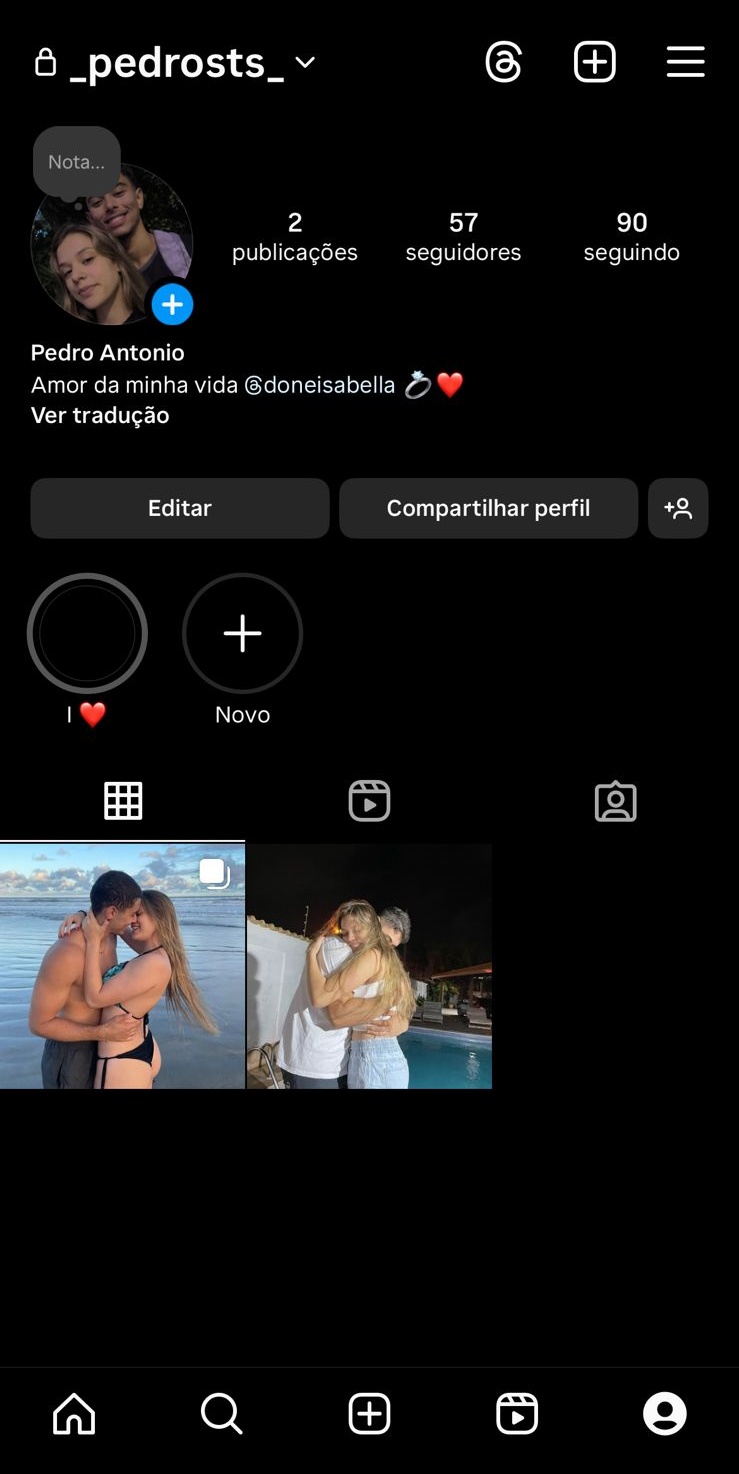 _pedrosts_
Nota...
2 57 90
publicações seguidores seguindo
Pedro Antonio
Amor da minha vida @doneisabella 💍❤️
Ver tradução
Editar Compartilhar perfil
I ❤️ Novo